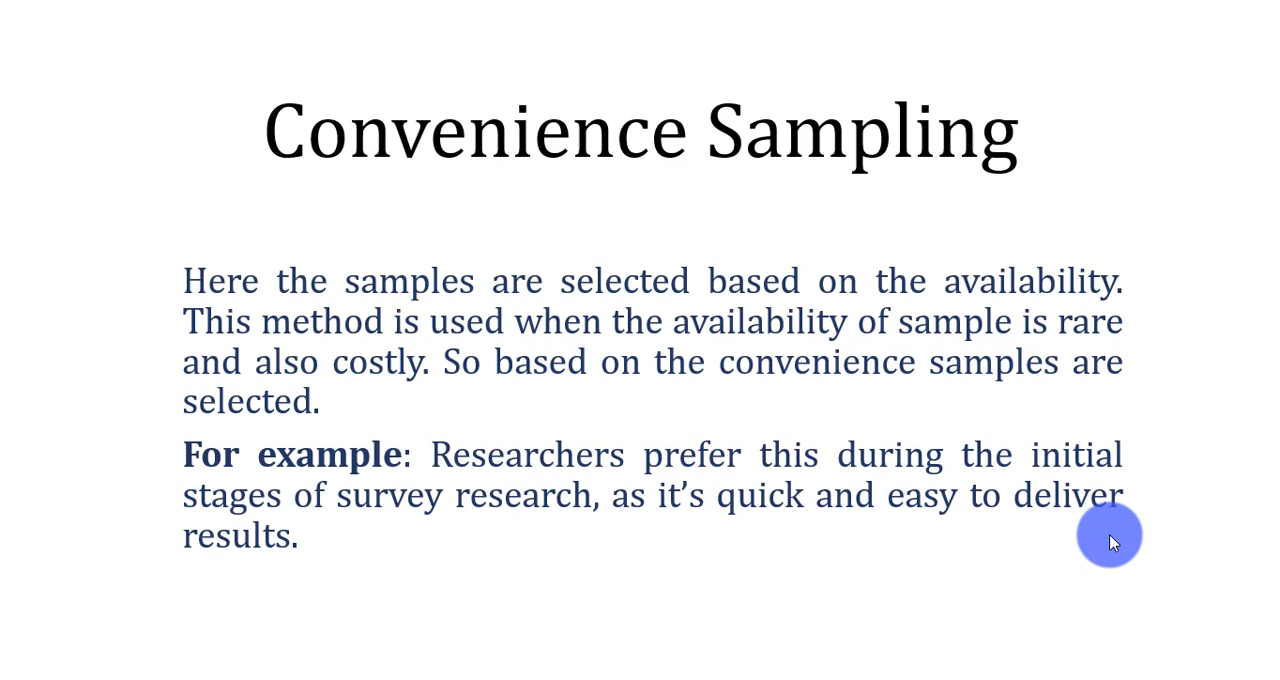 Convenience Sampling
Here the samples are selected based on the availability.
This method is used when the availability of sample is rare
and also costly. So based on the convenience samples are
selected.
For example: Researchers prefer this during the initial
stages of survey research, as it’s quick and easy to deliver
results.